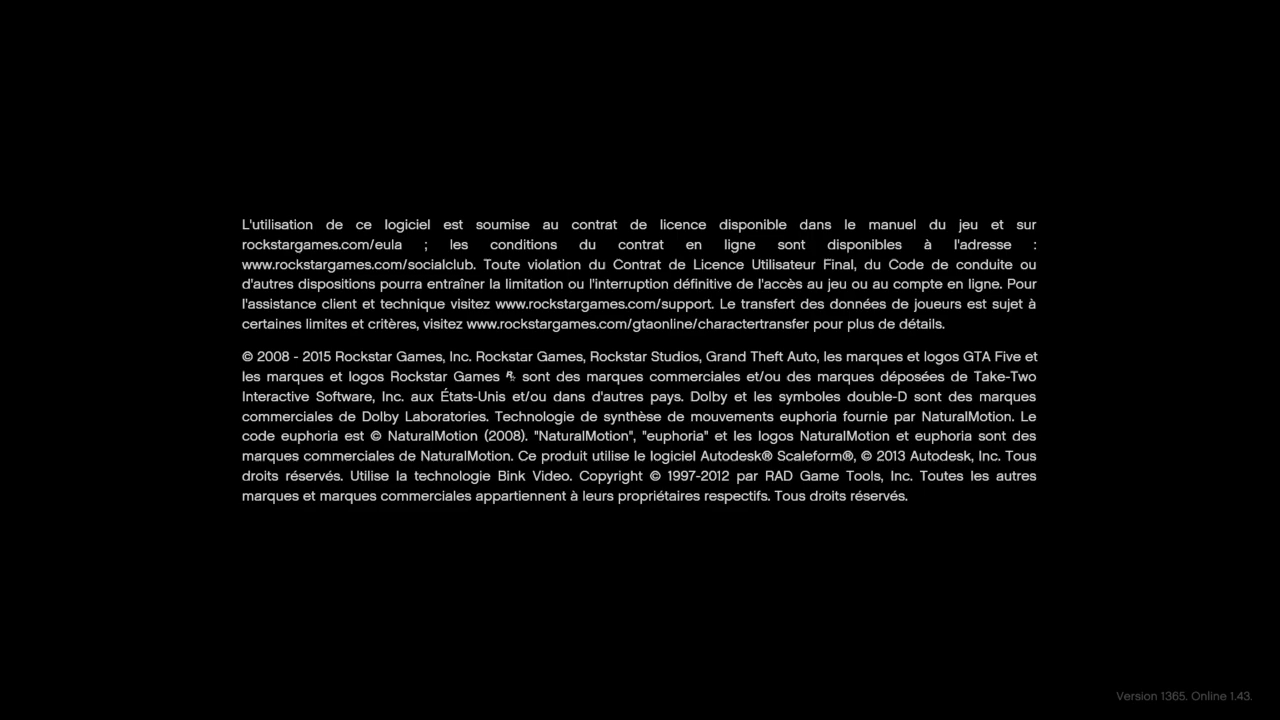 L'utilisation de ce logiciel est soumise au contrat de licence disponible dans le manuel du jeu et sur
rockstargames.com/eula ; les conditions du contrat en ligne sont disponibles à l'adresse :
www.rockstargames.com/socialclub. Toute violation du Contrat de Licence Utilisateur Final, du Code de conduite ou
d'autres dispositions pourra entraîner la limitation ou l'interruption définitive de l'accès au jeu ou au compte en ligne. Pour
l'assistance client et technique visitez www.rockstargames.com/support. Le transfert des données de joueurs est sujet à
certaines limites et critères, visitez www.rockstargames.com/gtaonline/charactertransfer pour plus de détails.
© 2008 - 2015 Rockstar Games, Inc. Rockstar Games, Rockstar Studios, Grand Theft Auto, les marques et logos GTA Five et
les marques et logos Rockstar Games R* sont des marques commerciales et/ou des marques déposées de Take-Two
Interactive Software, Inc. aux États-Unis et/ou dans d'autres pays. Dolby et les symboles double-D sont des marques
commerciales de Dolby Laboratories. Technologie de synthèse de mouvements euphoria fournie par NaturalMotion. Le
code euphoria est © NaturalMotion (2008). "NaturalMotion", "euphoria" et les logos NaturalMotion et euphoria sont des
marques commerciales de NaturalMotion. Ce produit utilise le logiciel Autodesk® Scaleform®, © 2013 Autodesk, Inc. Tous
droits réservés. Utilise la technologie Bink Video. Copyright © 1997-2012 par RAD Game Tools, Inc. Toutes les autres
marques et marques commerciales appartiennent à leurs propriétaires respectifs. Tous droits réservés.
Version 1365. Online 1.43.